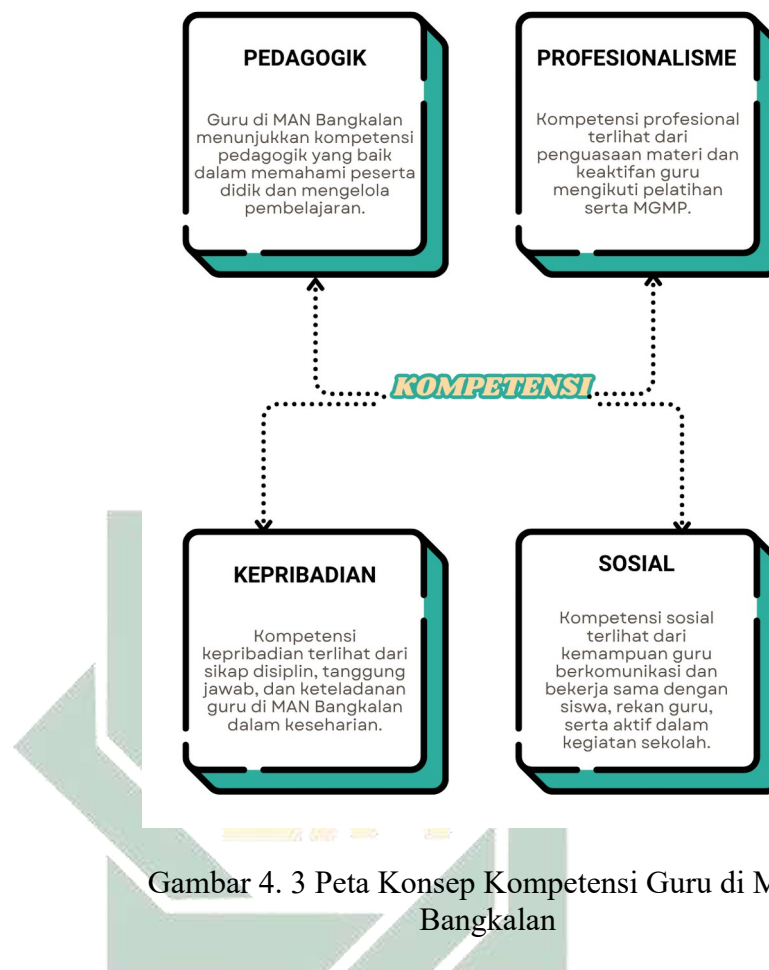 PEDAGOGIK
Guru di MAN Bangkalan
menunjukkan kompetensi
pedagogik yang baik
dalam memahami peserta
didik dan mengelola
pembelajaran.
PROFESIONALISME
Kompetensi profesional
terlihat dari
penguasaan materi dan
keaktifan guru
mengikuti pelatihan
serta MGMP.
KOMPETENSI
KEPRIBADIAN
Kompetensi
kepribadian terlihat dari
sikap disiplin, tanggung
jawab, dan keteladanan
guru di MAN Bangkalan
dalam keseharian.
SOSIAL
Kompetensi sosial
terlihat dari
kemampuan guru
berkomunikasi dan
bekerja sama dengan
siswa, rekan guru,
serta aktif dalam
kegiatan sekolah.
Gambar 4. 3 Peta Konsep Kompetensi Guru di
Bangkalan